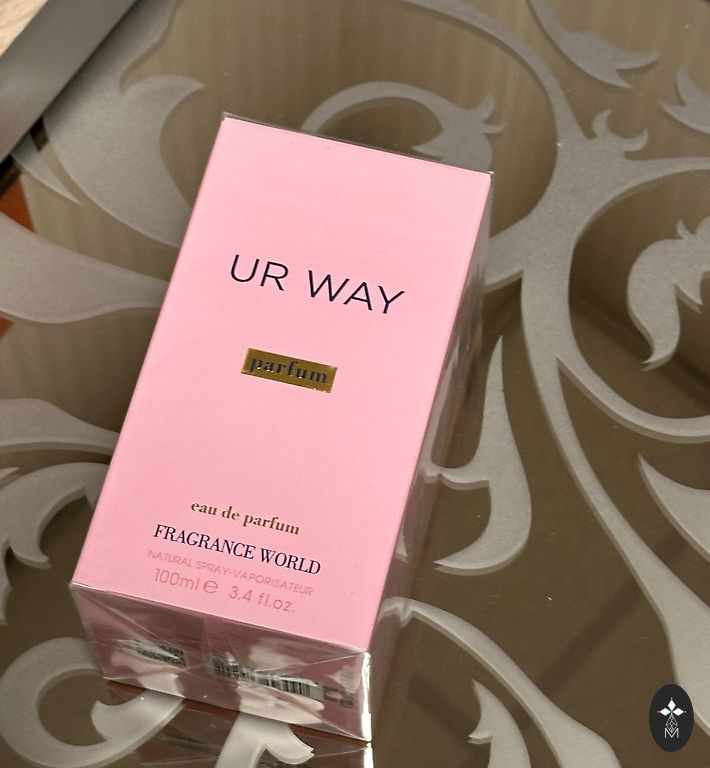 UR WAY
parfum
eau de parfum
FRAGRANCE WORLD
NATURAL SPRAY-VAPORISATEUR
100ml ℮ 3.4 fl.oz.
M